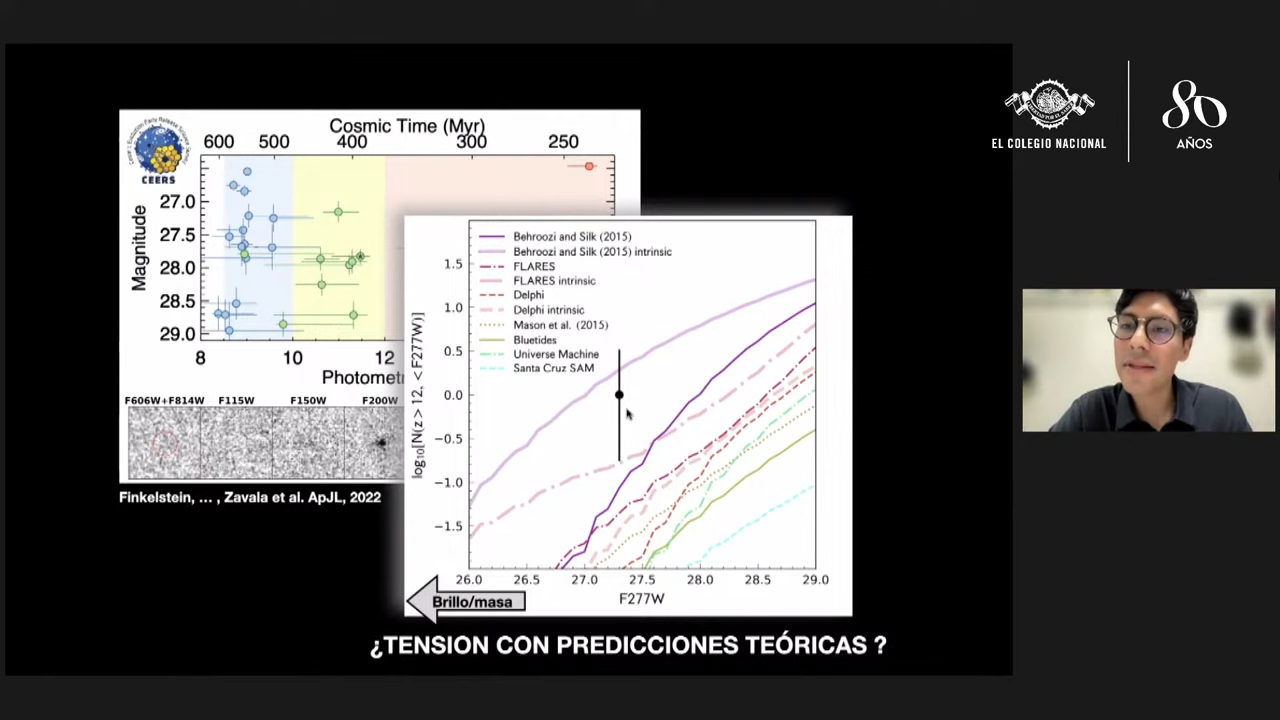 EL COLEGIO NACIONAL
80
AÑOS
CEERS
Cosmic Time (Myr)
600 500 400 300 250
Magnitude
27.0
27.5
28.0
28.5
29.0
8 10 12
Photomet
F606W+F814W F115W F150W F200W
Finkelstein, ... , Zavala et al. ApJL, 2022
Behroozi and Silk (2015)
Behroozi and Silk (2015) intrinsic
FLARES
FLARES intrinsic
Delphi
Delphi intrinsic
Mason et al. (2015)
Bluetides
Universe Machine
Santa Cruz SAM
log10[N(z > 12, < F277W)]
1.5
1.0
0.5
0.0
−0.5
−1.0
−1.5
26.0 26.5 27.0 27.5 28.0 28.5 29.0
F277W
Brillo/masa
¿TENSION CON PREDICCIONES TEÓRICAS ?